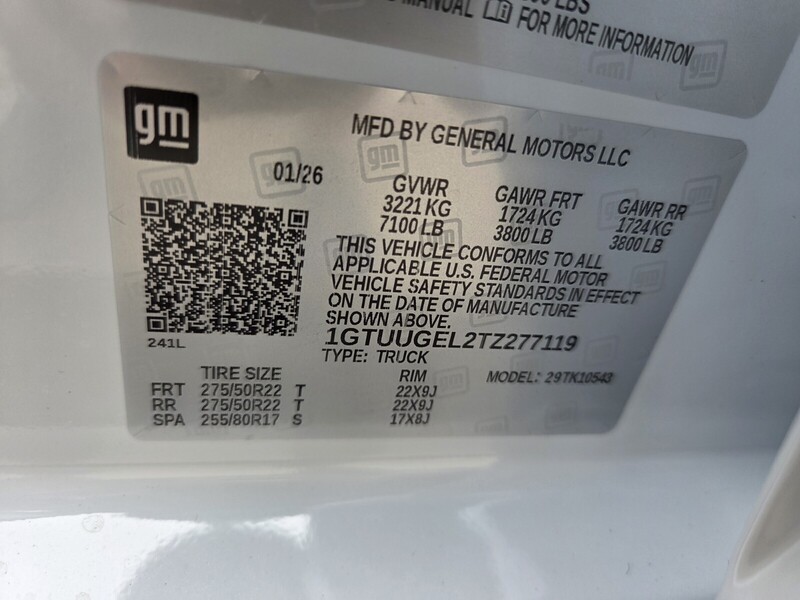 LBS
MANUAL FOR MORE INFORMATION
gm
MFD BY GENERAL MOTORS LLC
01/26
GVWR GAWR FRT GAWR RR
3221 KG 1724 KG 1724 KG
7100 LB 3800 LB 3800 LB
THIS VEHICLE CONFORMS TO ALL
APPLICABLE U.S. FEDERAL MOTOR
VEHICLE SAFETY STANDARDS IN EFFECT
ON THE DATE OF MANUFACTURE
SHOWN ABOVE.
241L
1GTUUGEL2TZ277119
TYPE: TRUCK
TIRE SIZE RIM MODEL: 29TK10543
FRT 275/50R22 T 22X9J
RR 275/50R22 T 22X9J
SPA 255/80R17 S 17X8J